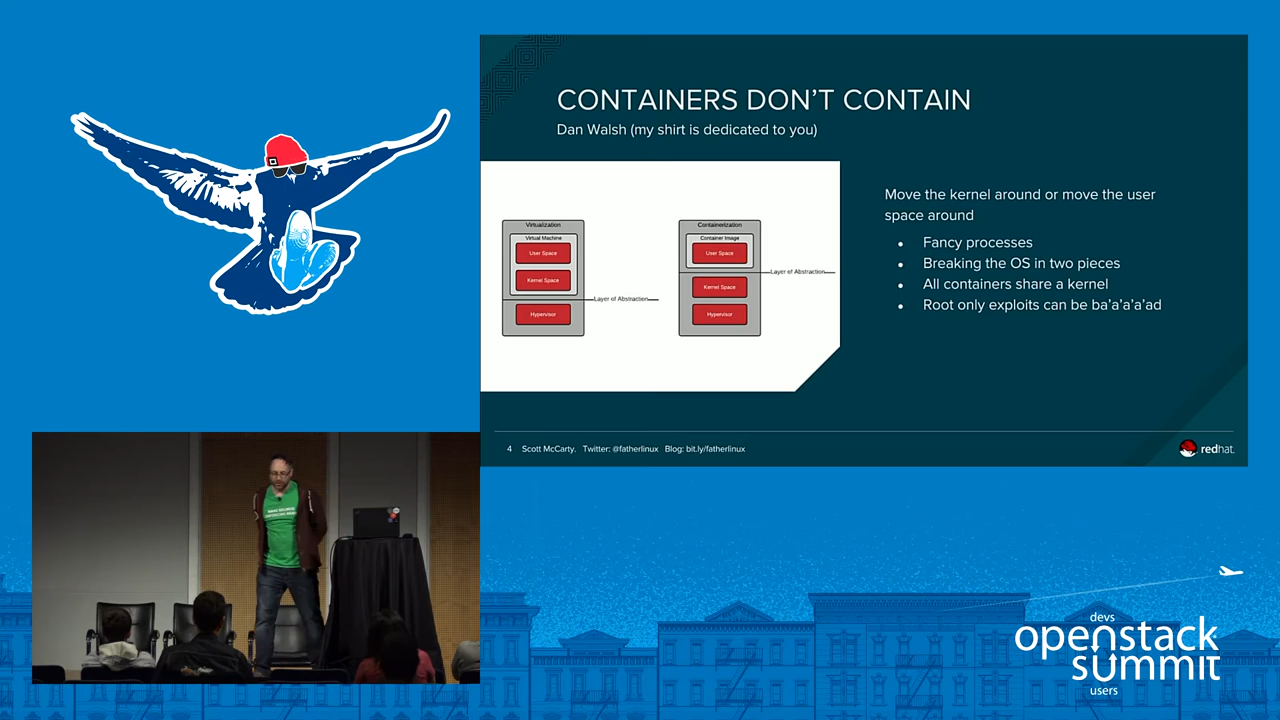 CONTAINERS DON'T CONTAIN
Dan Walsh (my shirt is dedicated to you)
Virtualization
Virtual Machine
User Space
Kernel Space
Layer of Abstraction
Hypervisor
Containerization
Container Image
User Space
Layer of Abstraction
Kernel Space
Hypervisor
Move the kernel around or move the user
space around
• Fancy processes
• Breaking the OS in two pieces
• All containers share a kernel
• Root only exploits can be ba'a'a'a'ad
4 Scott McCarty. Twitter: @fatherlinux Blog: bit.ly/fatherlinux
redhat.
devs
openstack
summit
users